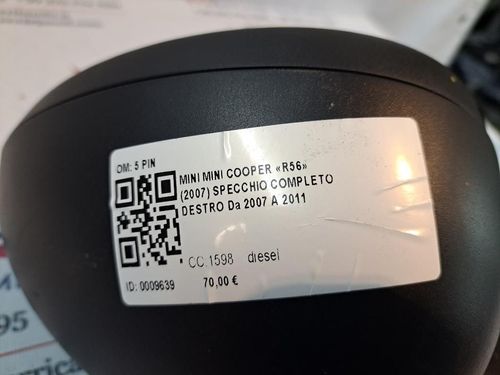 OM: 5 PIN
MINI MINI COOPER «R56»
(2007) SPECCHIO COMPLETO
DESTRO Da 2007 A 2011
CC.1598 diesel
ID: 0009639 70,00 €
95